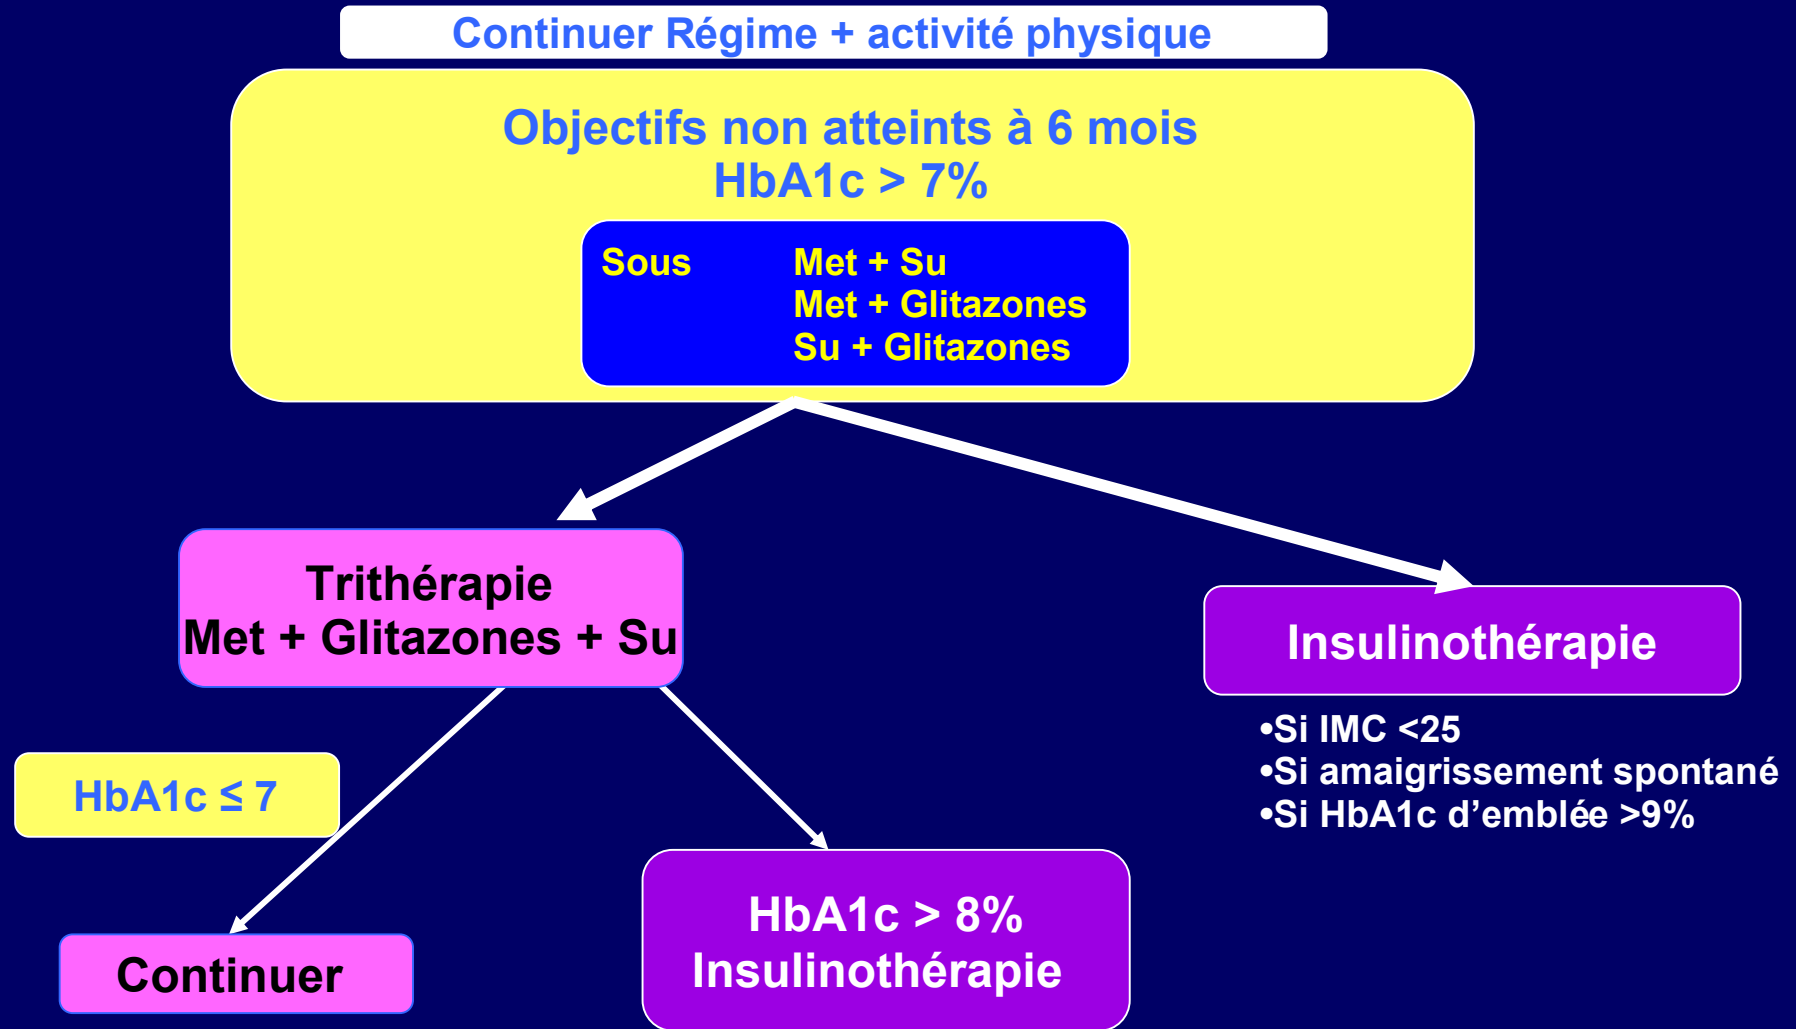 Continuer Régime + activité physique
Objectifs non atteints à 6 mois
HbA1c > 7%
Sous Met + Su
Met + Glitazones
Su + Glitazones
Trithérapie
Met + Glitazones + Su
Insulinothérapie
•Si IMC <25
•Si amaigrissement spontané
•Si HbA1c d’emblée >9%
HbA1c ≤ 7
HbA1c > 8%
Insulinothérapie
Continuer